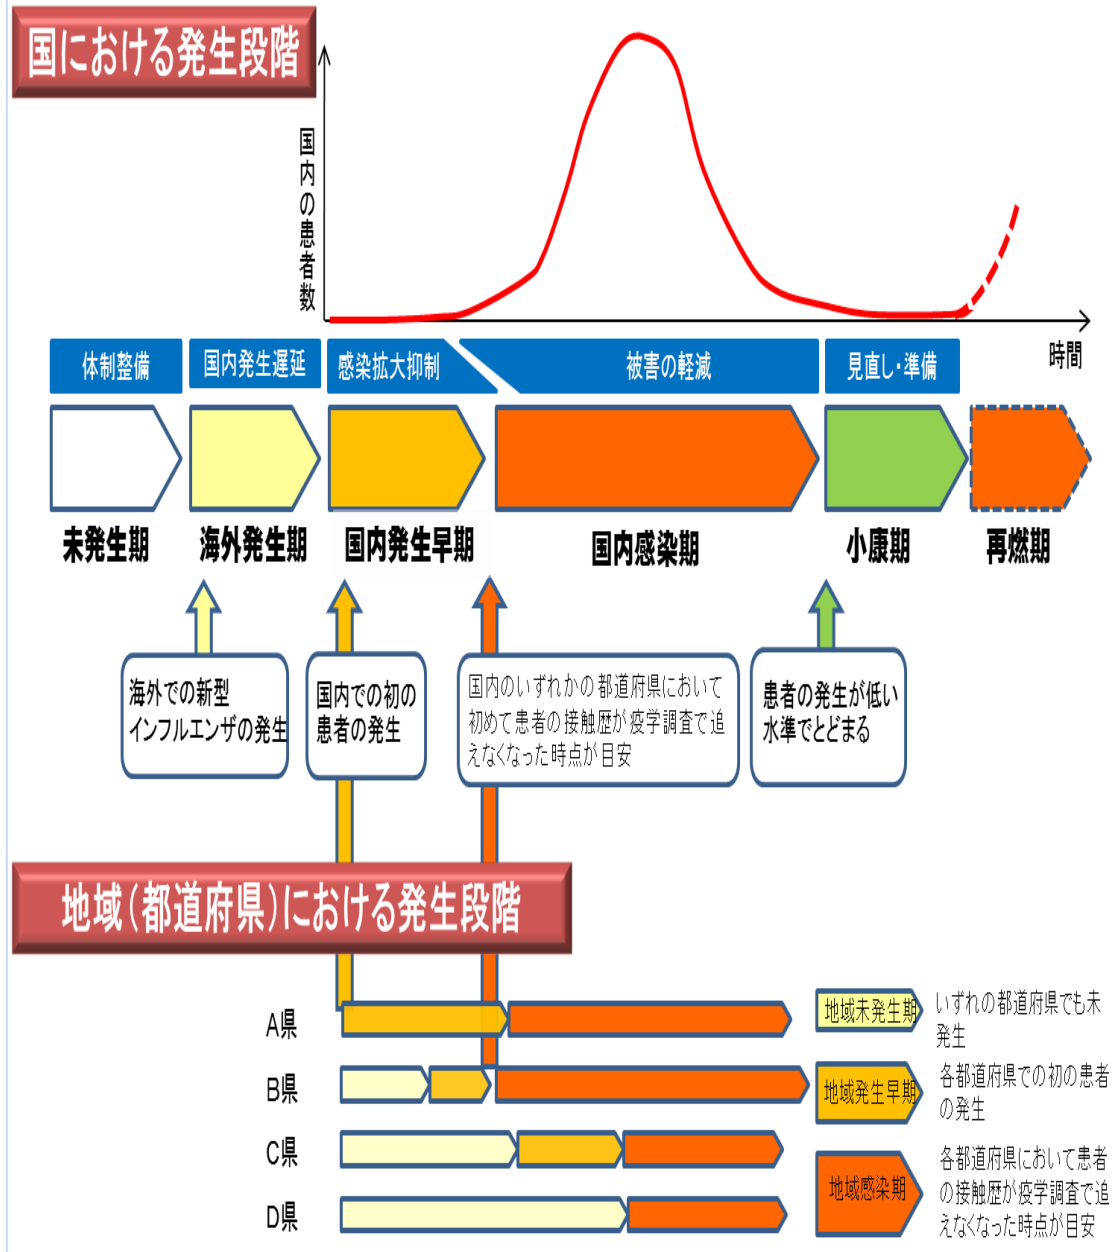 国における発生段階
国内の患者数
時間
体制整備
国内発生遅延
感染拡大抑制
被害の軽減
見直し・準備
未発生期
海外発生期
国内発生早期
国内感染期
小康期
再燃期
海外での新型
インフルエンザの発生
国内での初の
患者の発生
国内のいずれかの都道府県において
初めて患者の接触歴が疫学調査で追
えなくなった時点が目安
患者の発生が低い
水準でとどまる
地域(都道府県)における発生段階
A県
B県
C県
D県
地域未発生期
いずれの都道府県でも未
発生
地域発生早期
各都道府県での初の患者
の発生
地域感染期
各都道府県において患者
の接触歴が疫学調査で追
えなくなった時点が目安